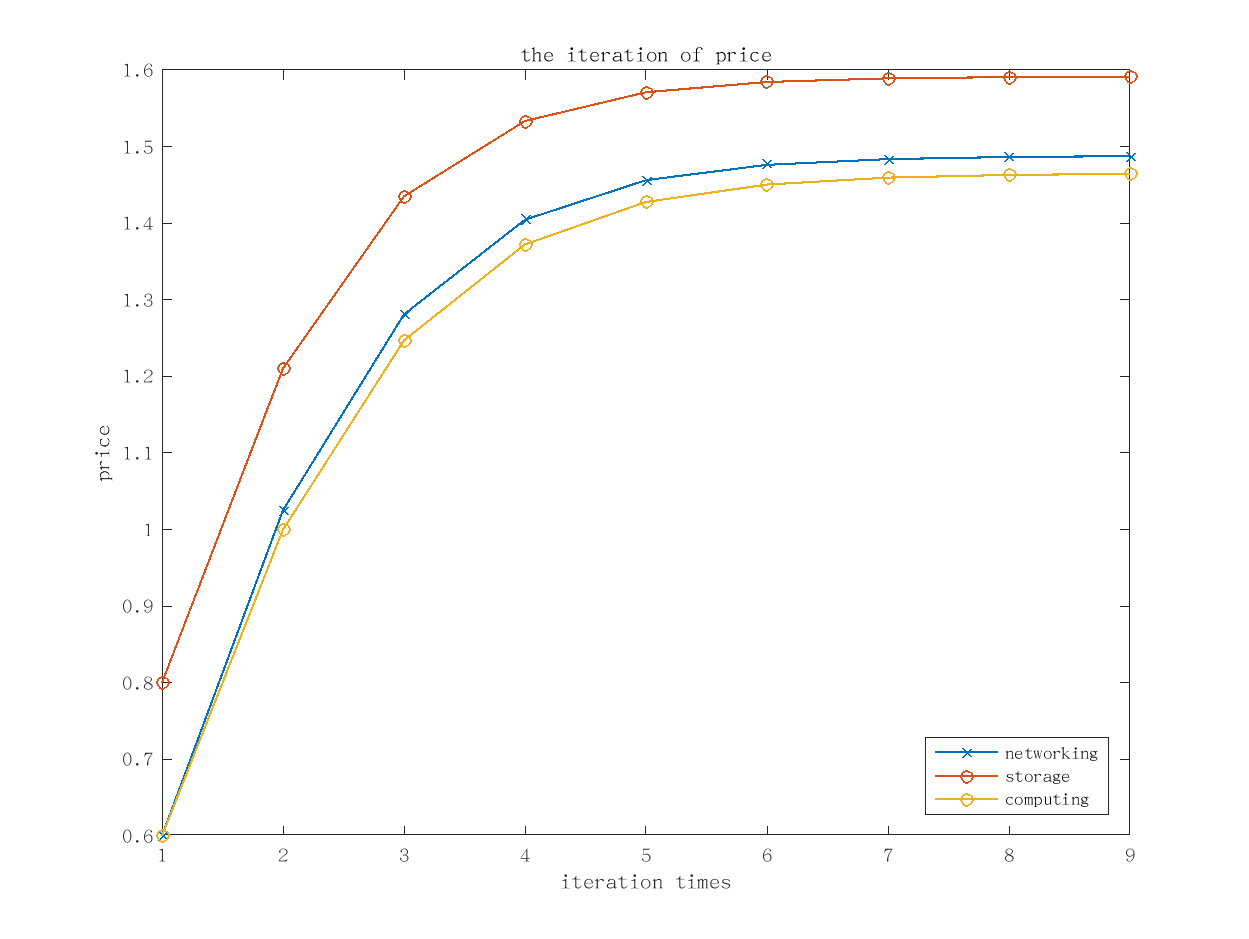 the iteration of price
1.6
1.5
1.4
1.3
1.2
1.1
1
0.9
0.8
0.7
0.6
price
1 2 3 4 5 6 7 8 9
iteration times
networking
storage
computing